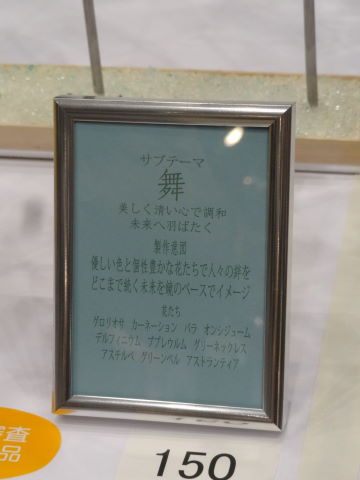 サブテーマ
舞
美しく清い心で調和
未来へ羽ばたく
製作意図
優しい色と個性豊かな花たちで人々の絆を
どこまで続く未来を鏡のベースでイメージ
花たち
グロリオサ カーネーション バラ オンシジューム
デルフィニウム ブプレウルム グリーネックレス
アスチルベ グリーンベル アストランティア
審査
品
150